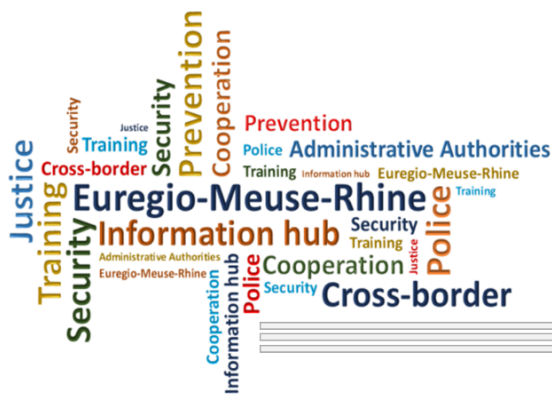 Prevention
Cooperation
Security
Security
Justice
Training
Prevention
Justice
Police
Administrative Authorities
Cross-border
Training
Information hub
Euregio-Meuse-Rhine
Training
Euregio-Meuse-Rhine
Training
Police
Security
Information hub
Security
Training
Justice
Administrative Authorities
Cooperation
Euregio-Meuse-Rhine
Police
Information hub
Cooperation
Security
Cross-border